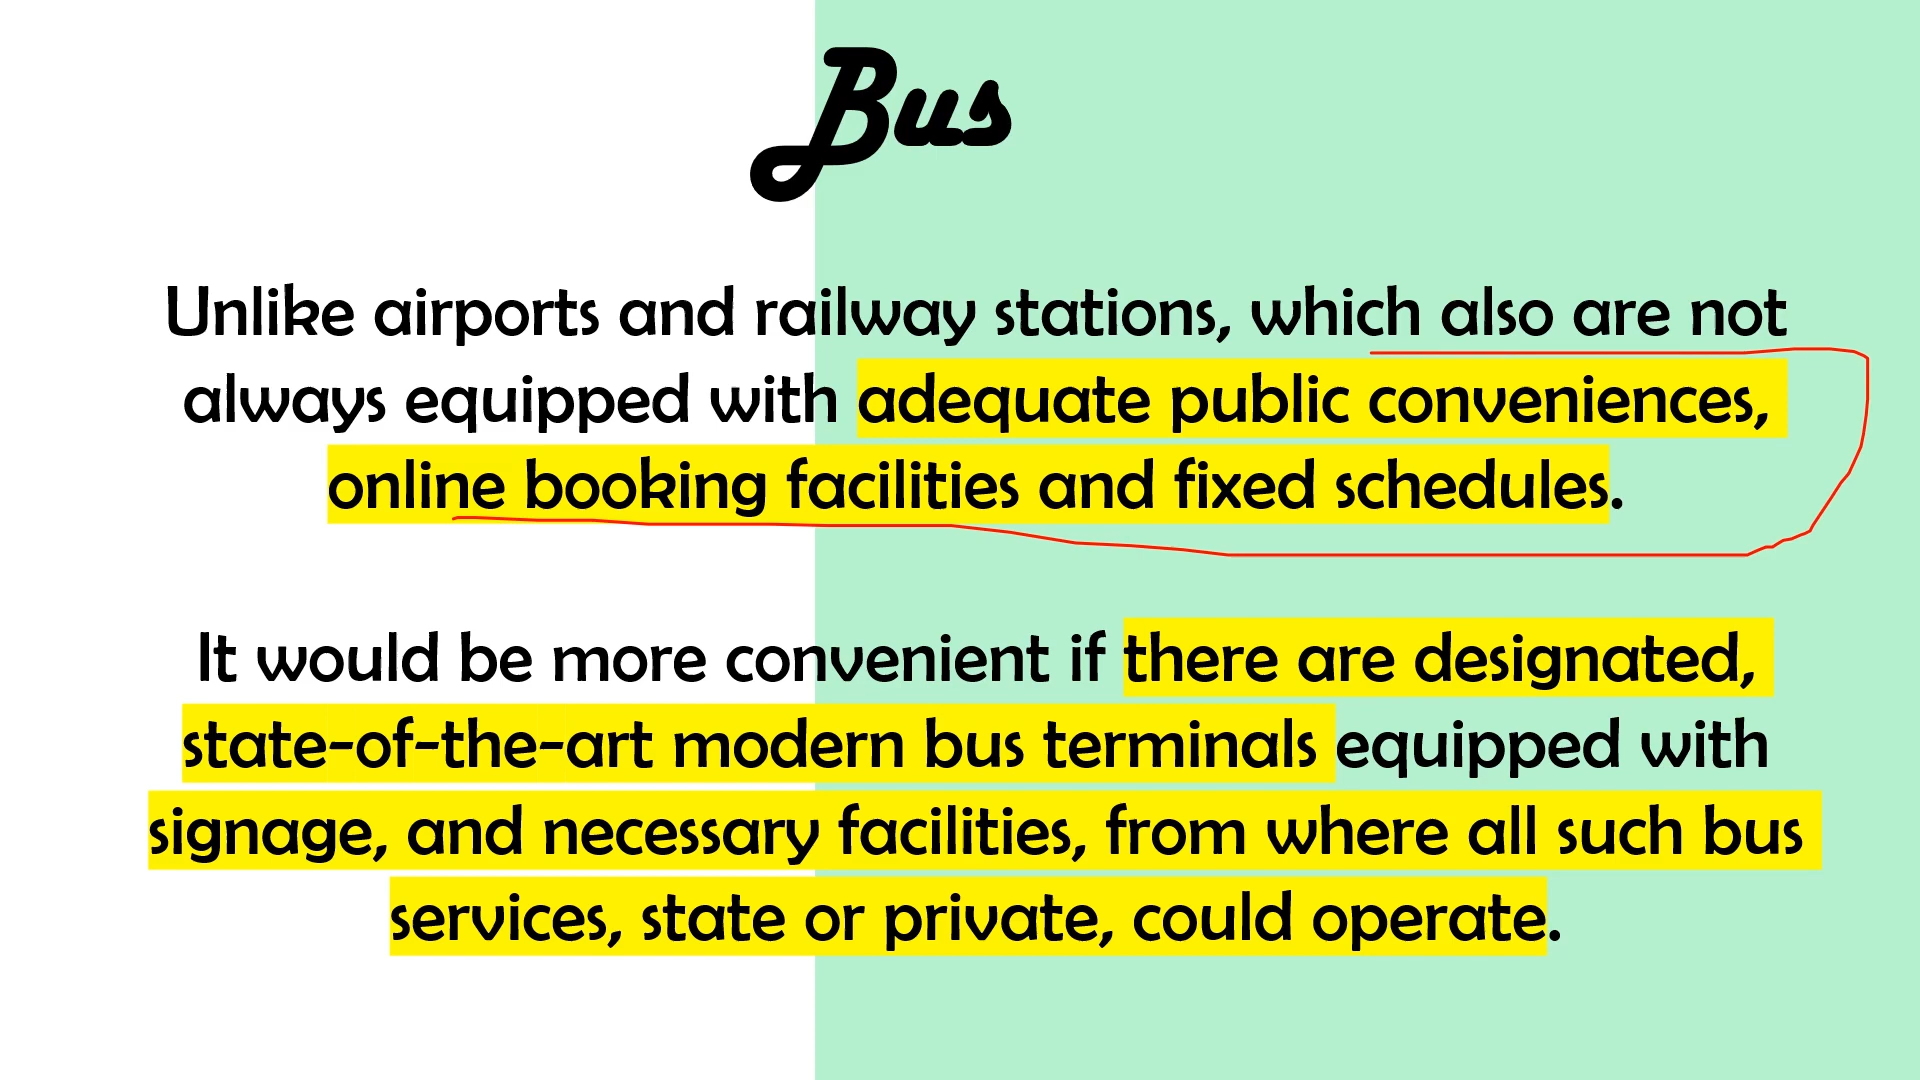 Bus
Unlike airports and railway stations, which also are not
always equipped with adequate public conveniences,
online booking facilities and fixed schedules.
It would be more convenient if there are designated,
state-of-the-art modern bus terminals equipped with
signage, and necessary facilities, from where all such bus
services, state or private, could operate.